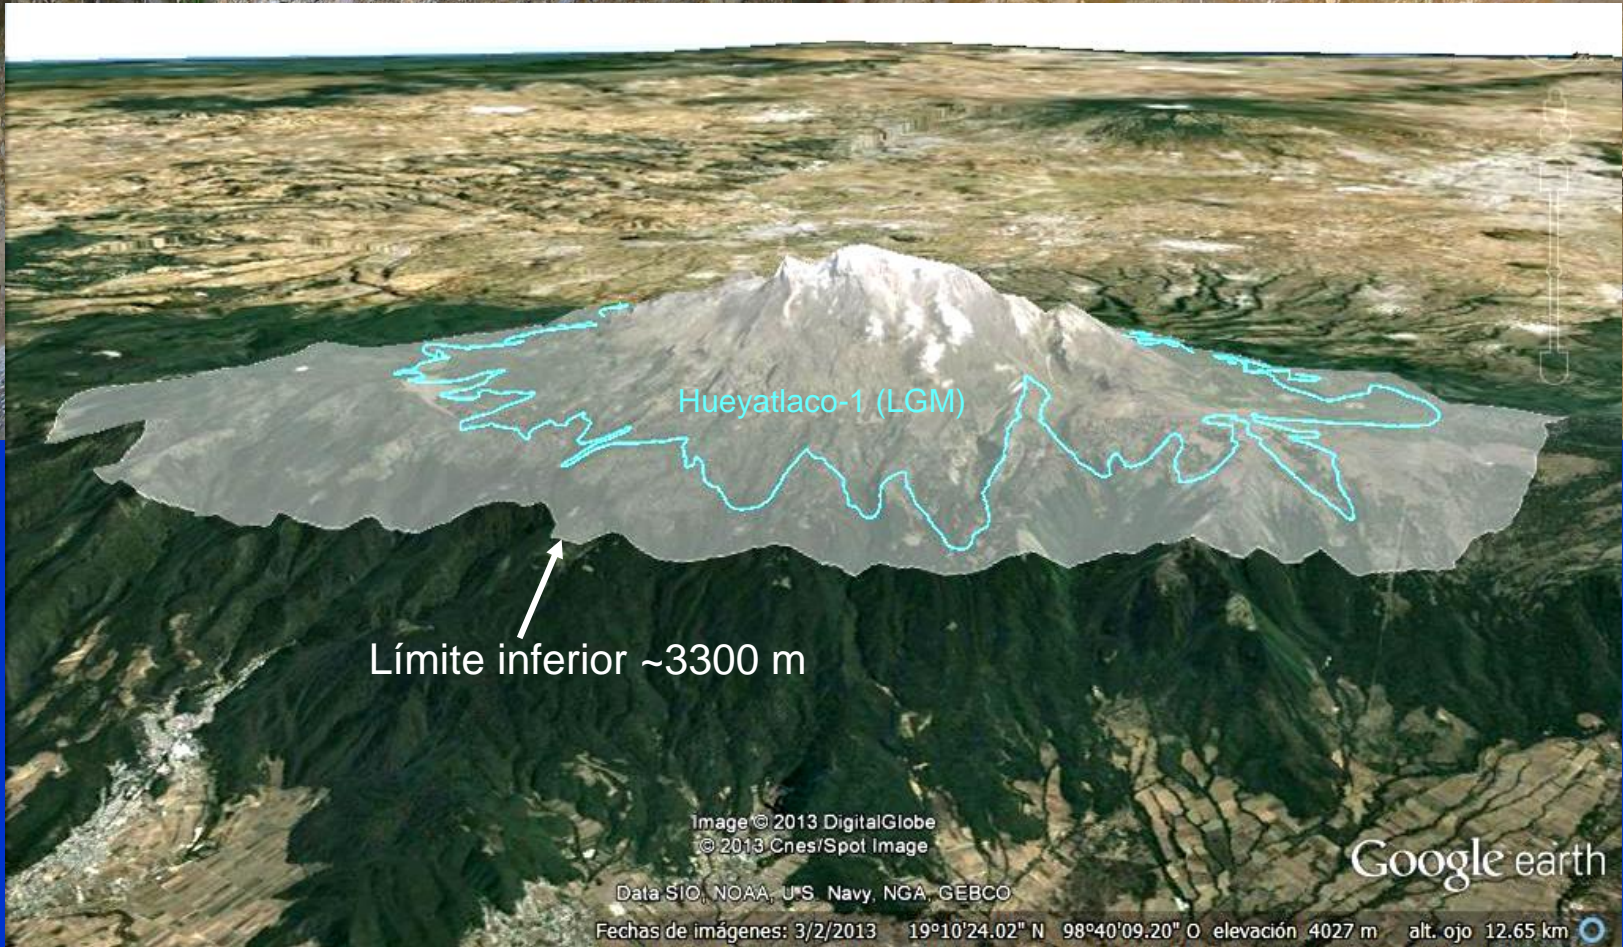 Hueyatlaco-1 (LGM)
Límite inferior ~3300 m
Image © 2013 DigitalGlobe
© 2013 Cnes/Spot Image
Data SIO, NOAA, U.S. Navy, NGA, GEBCO
Google earth
Fechas de imágenes: 3/2/2013 19°10'24.02" N 98°40'09.20" O elevación 4027 m alt. ojo 12.65 km